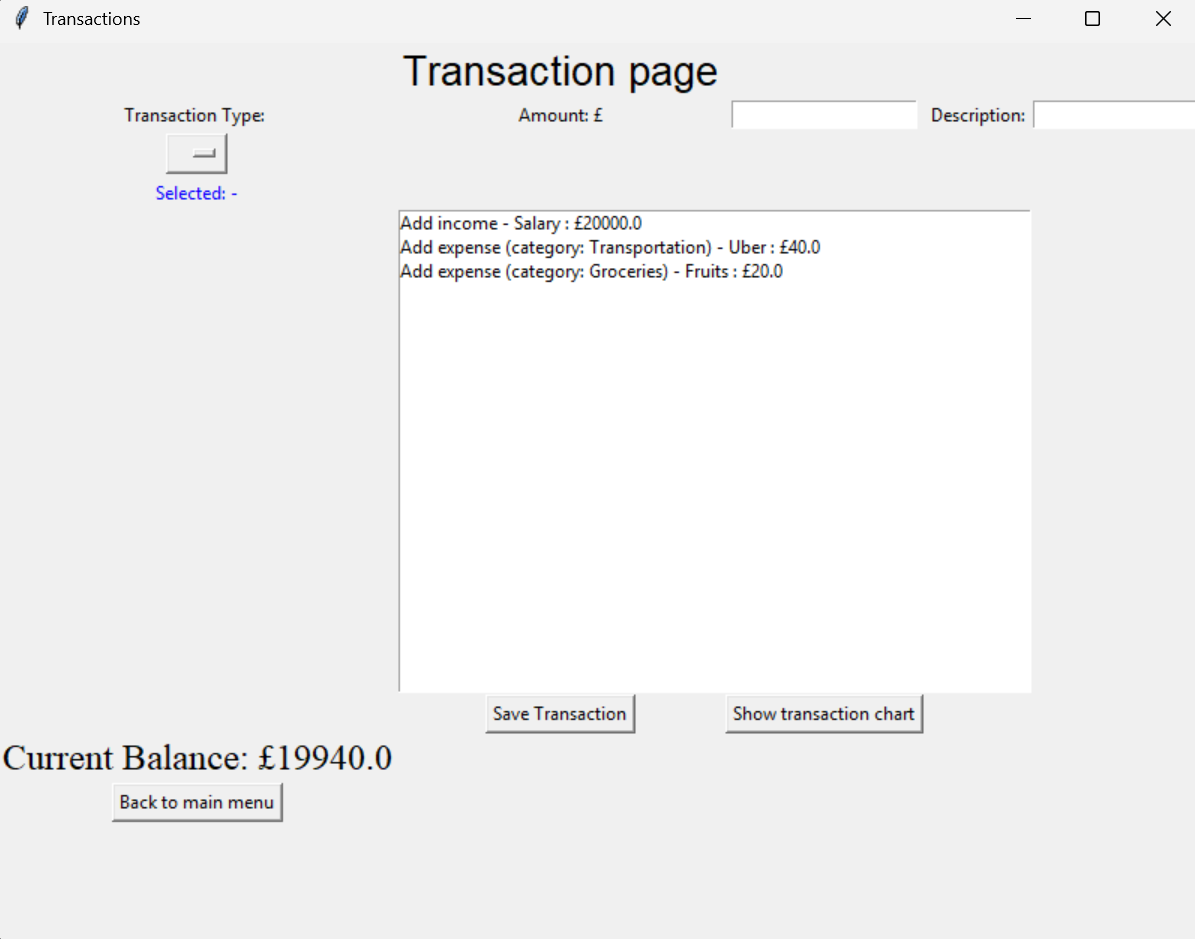 Transactions
Transaction page
Transaction Type: Amount: £ Description:
Selected: -
Add income - Salary : £20000.0
Add expense (category: Transportation) - Uber : £40.0
Add expense (category: Groceries) - Fruits : £20.0
Save Transaction Show transaction chart
Current Balance: £19940.0
Back to main menu